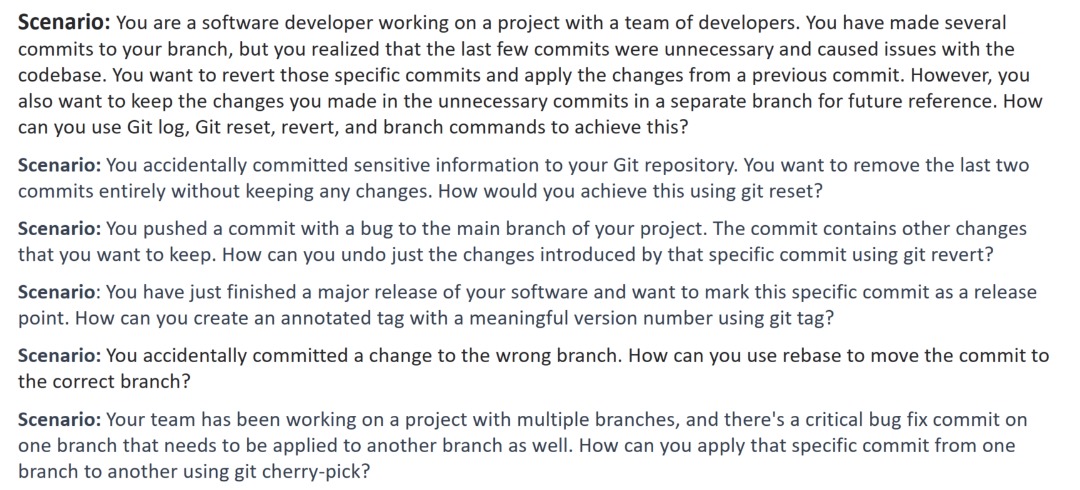 Scenario: You are a software developer working on a project with a team of developers. You have made several
commits to your branch, but you realized that the last few commits were unnecessary and caused issues with the
codebase. You want to revert those specific commits and apply the changes from a previous commit. However, you
also want to keep the changes you made in the unnecessary commits in a separate branch for future reference. How
can you use Git log, Git reset, revert, and branch commands to achieve this?
Scenario: You accidentally committed sensitive information to your Git repository. You want to remove the last two
commits entirely without keeping any changes. How would you achieve this using git reset?
Scenario: You pushed a commit with a bug to the main branch of your project. The commit contains other changes
that you want to keep. How can you undo just the changes introduced by that specific commit using git revert?
Scenario: You have just finished a major release of your software and want to mark this specific commit as a release
point. How can you create an annotated tag with a meaningful version number using git tag?
Scenario: You accidentally committed a change to the wrong branch. How can you use rebase to move the commit to
the correct branch?
Scenario: Your team has been working on a project with multiple branches, and there's a critical bug fix commit on
one branch that needs to be applied to another branch as well. How can you apply that specific commit from one
branch to another using git cherry-pick?